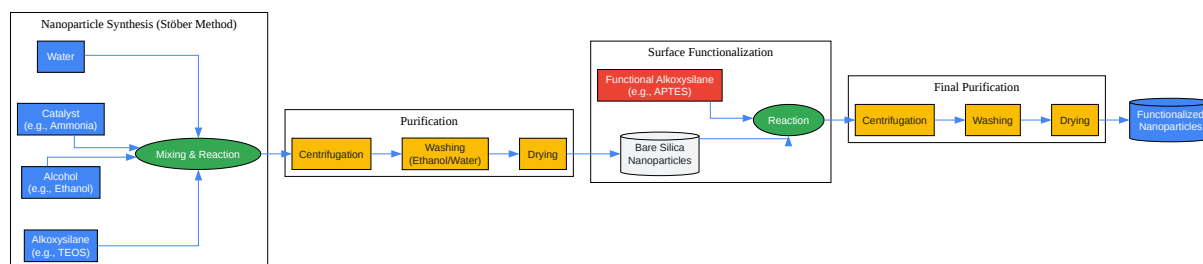 Nanoparticle Synthesis (Stöber Method)
Water
Catalyst
(e.g., Ammonia)
Alcohol
(e.g., Ethanol)
Alkoxysilane
(e.g., TEOS)
Mixing & Reaction
Purification
Centrifugation
Washing
(Ethanol/Water)
Drying
Surface Functionalization
Functional Alkoxysilane
(e.g., APTES)
Bare Silica
Nanoparticles
Reaction
Final Purification
Centrifugation
Washing
Drying
Functionalized
Nanoparticles